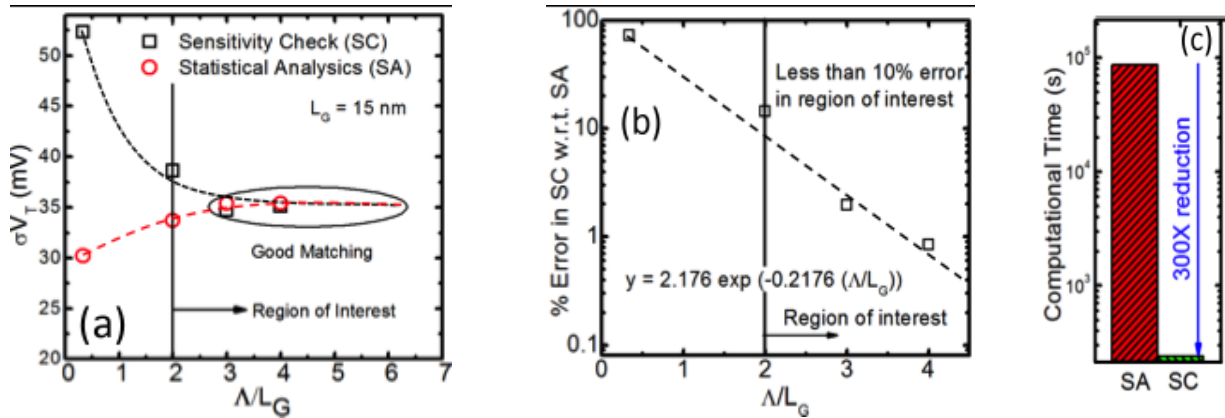 Sensitivity Check (SC)
Statistical Analysics (SA)
L_G = 15 nm
Good Matching
Region of Interest
(a)
55
50
45
40
35
30
25
20
σV_T (mV)
0 1 2 3 4 5 6 7
Λ/L_G
100
10
1
0.1
% Error in SC w.r.t. SA
(b)
Less than 10% error
in region of interest
y = 2.176 exp (-0.2176 (Λ/L_G))
Region of interest
0 1 2 3 4
Λ/L_G
(c)
10^5
10^4
10^3
Computational Time (s)
300X reduction
SA SC